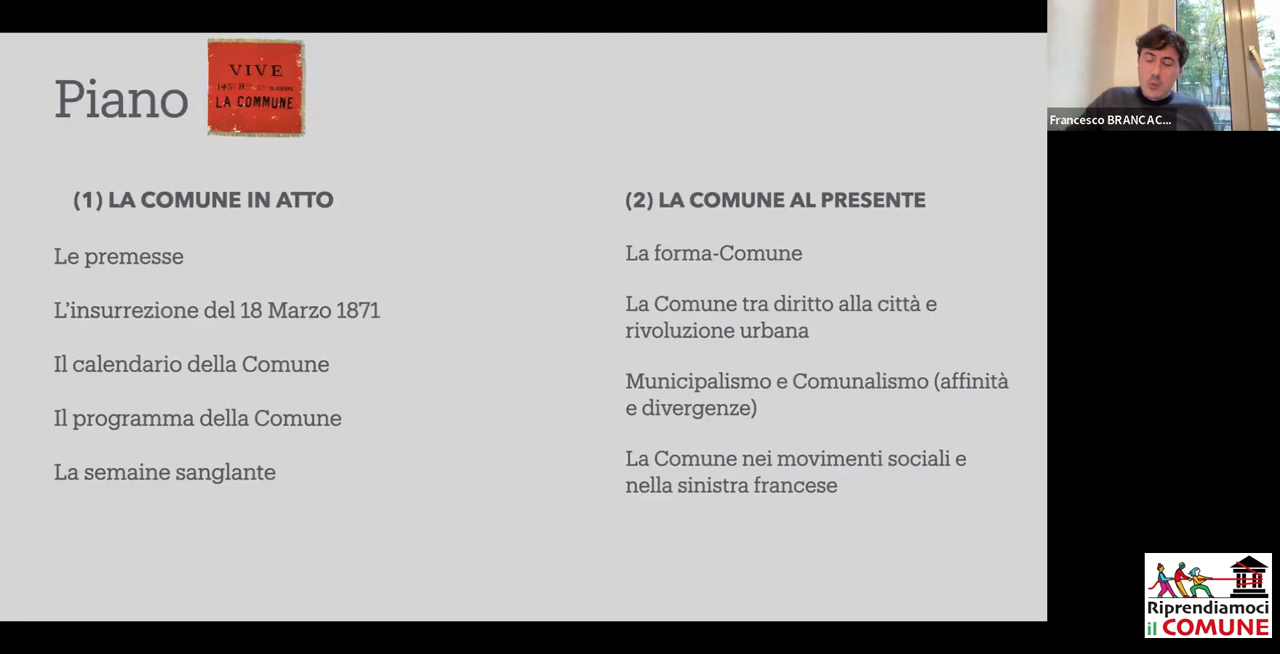 Piano
VIVE
LA COMMUNE
(1) LA COMUNE IN ATTO
Le premesse
L’insurrezione del 18 Marzo 1871
Il calendario della Comune
Il programma della Comune
La semaine sanglante
(2) LA COMUNE AL PRESENTE
La forma-Comune
La Comune tra diritto alla città e
rivoluzione urbana
Municipalismo e Comunalismo (affinità
e divergenze)
La Comune nei movimenti sociali e
nella sinistra francese
Francesco BRANCAC...
Riprendiamoci
il COMUNE